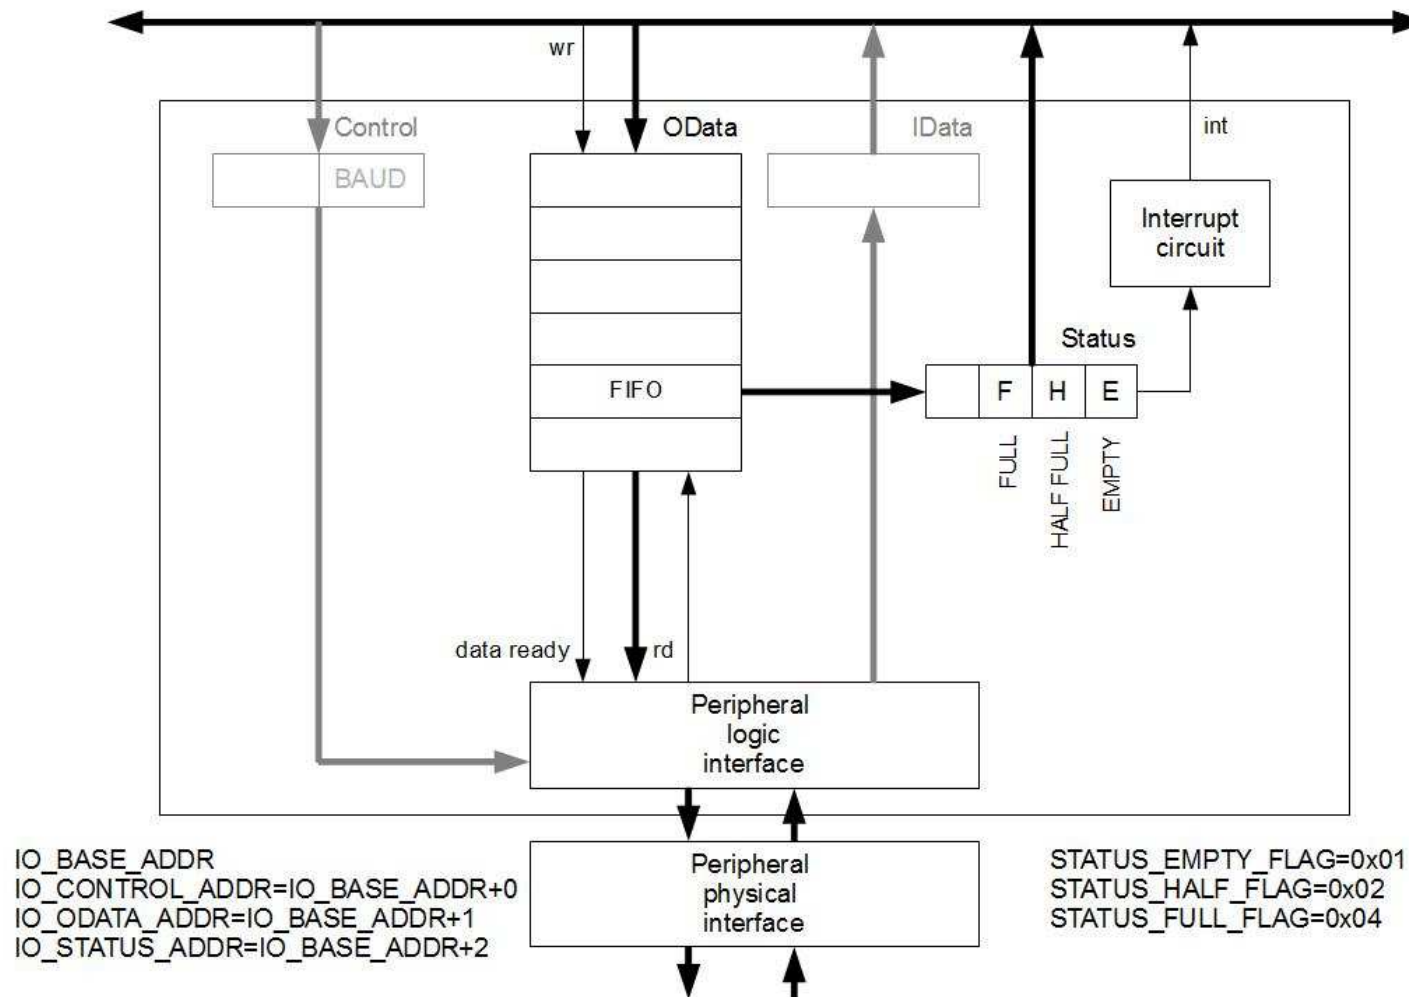 wr
Control
OData
IData
int
BAUD
Interrupt
circuit
Status
FIFO
F H E
FULL
HALF FULL
EMPTY
data ready
rd
Peripheral
logic
interface
IO_BASE_ADDR
IO_CONTROL_ADDR=IO_BASE_ADDR+0
IO_ODATA_ADDR=IO_BASE_ADDR+1
IO_STATUS_ADDR=IO_BASE_ADDR+2
Peripheral
physical
interface
STATUS_EMPTY_FLAG=0x01
STATUS_HALF_FLAG=0x02
STATUS_FULL_FLAG=0x04